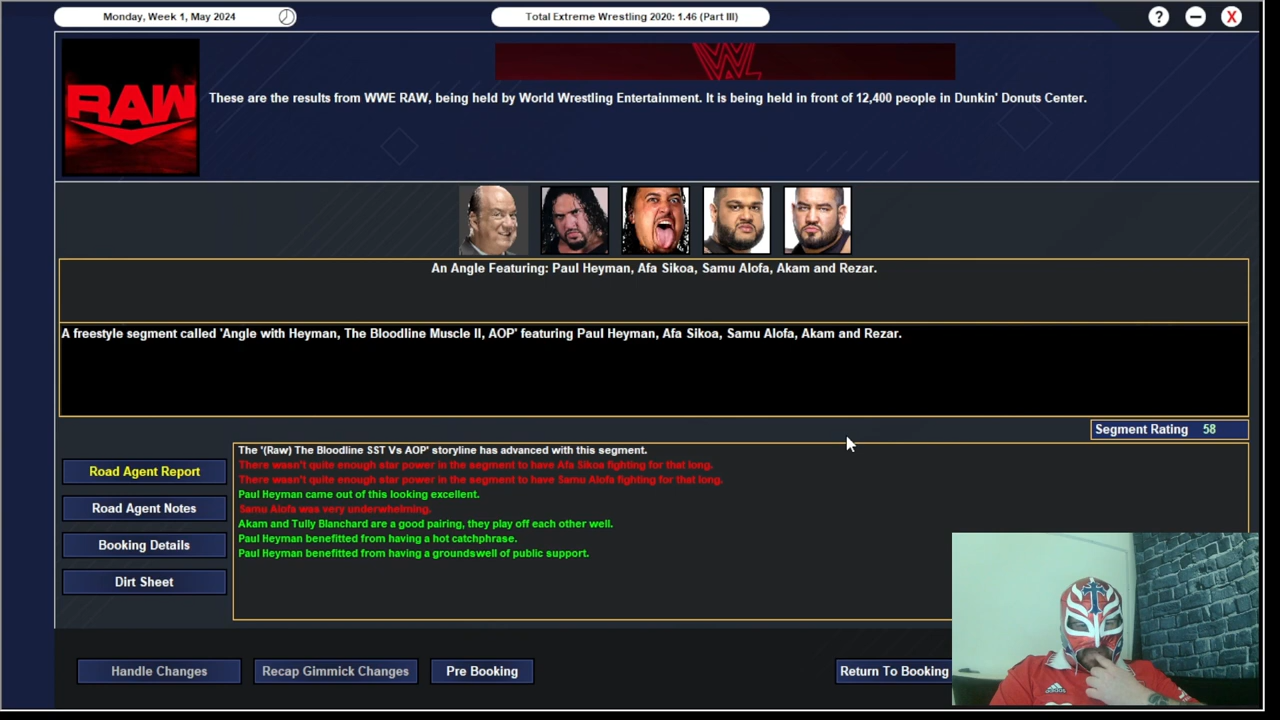 Monday, Week 1, May 2024
Total Extreme Wrestling 2020: 1.46 (Part III)
?
X
RAW
These are the results from WWE RAW, being held by World Wrestling Entertainment. It is being held in front of 12,400 people in Dunkin' Donuts Center.
An Angle Featuring: Paul Heyman, Afa Sikoa, Samu Alofa, Akam and Rezar.
A freestyle segment called 'Angle with Heyman, The Bloodline Muscle II, AOP' featuring Paul Heyman, Afa Sikoa, Samu Alofa, Akam and Rezar.
Segment Rating 58
Road Agent Report
Road Agent Notes
Booking Details
Dirt Sheet
The '(Raw) The Bloodline SST Vs AOP' storyline has advanced with this segment.
There wasn't quite enough star power in the segment to have Afa Sikoa fighting for that long.
There wasn't quite enough star power in the segment to have Samu Alofa fighting for that long.
Paul Heyman came out of this looking excellent.
Samu Alofa was very underwhelming.
Akam and Tully Blanchard are a good pairing, they play off each other well.
Paul Heyman benefitted from having a hot catchphrase.
Paul Heyman benefitted from having a groundswell of public support.
Handle Changes
Recap Gimmick Changes
Pre Booking
Return To Booking
adidas